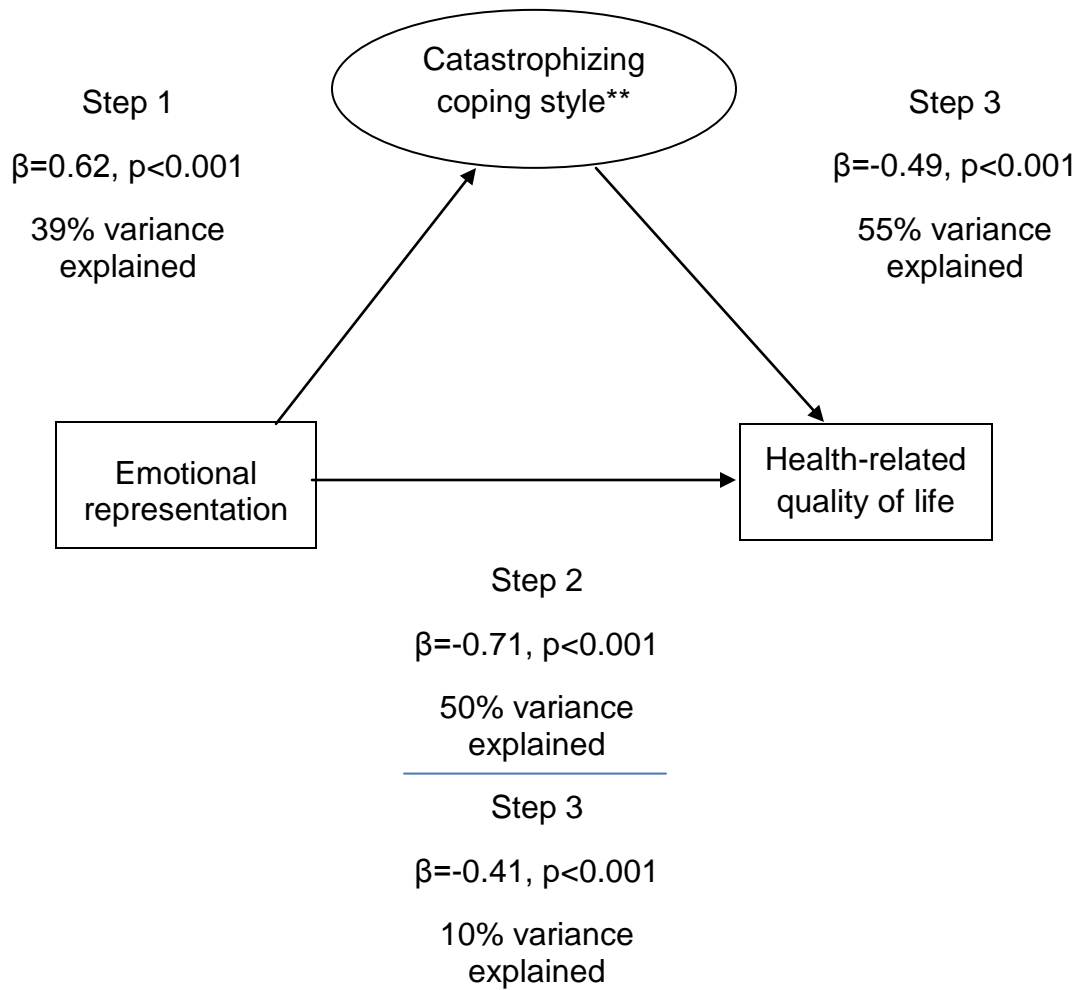 Catastrophizing
coping style**
Step 1
β=0.62, p<0.001
39% variance
explained
Step 3
β=-0.49, p<0.001
55% variance
explained
Emotional
representation
Health-related
quality of life
Step 2
β=-0.71, p<0.001
50% variance
explained
Step 3
β=-0.41, p<0.001
10% variance
explained